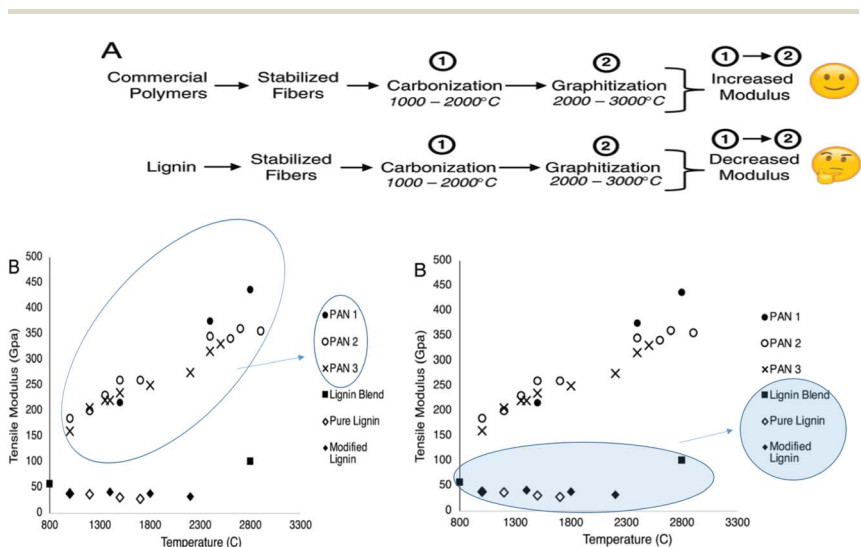 A
① ② ① → ②
Commercial Polymers → Stabilized Fibers → Carbonization 1000 – 2000°C → Graphitization 2000 – 3000°C Increased Modulus
① ② ① → ②
Lignin → Stabilized Fibers → Carbonization 1000 – 2000°C → Graphitization 2000 – 3000°C Decreased Modulus
B
Tensile Modulus (Gpa)
500
450
400
350
300
250
200
150
100
50
0
800 1300 1800 2300 2800 3300
Temperature (C)
PAN 1
PAN 2
PAN 3
Lignin Blend
Pure Lignin
Modified
Lignin
B
Tensile Modulus (Gpa)
500
450
400
350
300
250
200
150
100
50
0
800 1300 1800 2300 2800 3300
Temperature (C)
PAN 1
PAN 2
PAN 3
Lignin Blend
Pure Lignin
Modified
Lignin